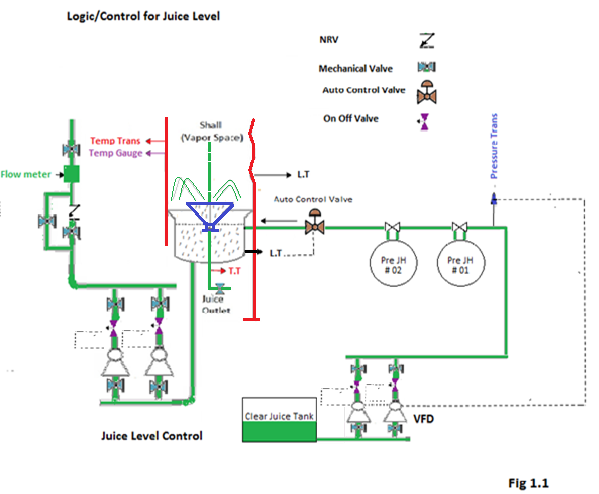 Logic/Control for Juice Level
NRV
Mechanical Valve
Auto Control Valve
On Off Valve
Pressure Trans
Shall
(Vapor Space)
Temp Trans
Temp Gauge
Flow meter
L.T
Auto Control Valve
L.T
T.T
Juice
Outlet
Pre JH
# 02
Pre JH
# 01
Clear Juice Tank
VFD
Juice Level Control
Fig 1.1